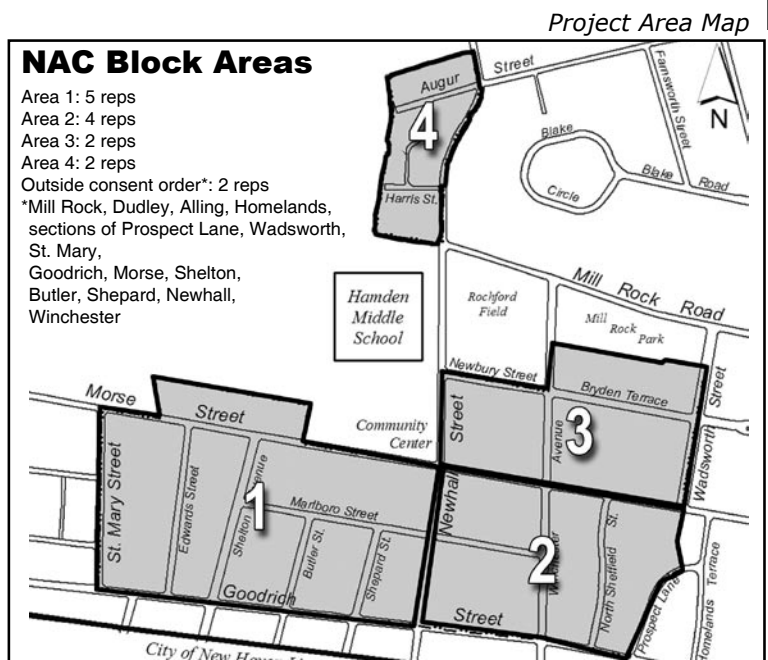 Project Area Map
NAC Block Areas
Area 1: 5 reps
Area 2: 4 reps
Area 3: 2 reps
Area 4: 2 reps
Outside consent order*: 2 reps
*Mill Rock, Dudley, Alling, Homelands,
sections of Prospect Lane, Wadsworth,
St. Mary,
Goodrich, Morse, Shelton,
Butler, Shepard, Newhall,
Winchester
Augur
Street
Farnsworth Street
N
4
Blake
Circle
Blake
Road
Harris St.
Mill Rock Road
Hamden
Middle
School
Rochford
Field
Mill
Rock
Park
Newbury Street
Bryden Terrace
Street
Morse
Street
Community
Center
Street
Avenue
3
Wadsworth
St. Mary Street
Edwards Street
Shelton
Avenue
1
Marlboro Street
Butler St.
Shepard St.
Newhall
2
North Sheffield St.
Goodrich
Street
Prospect Lane
Homelands Terrace
City of New Haven